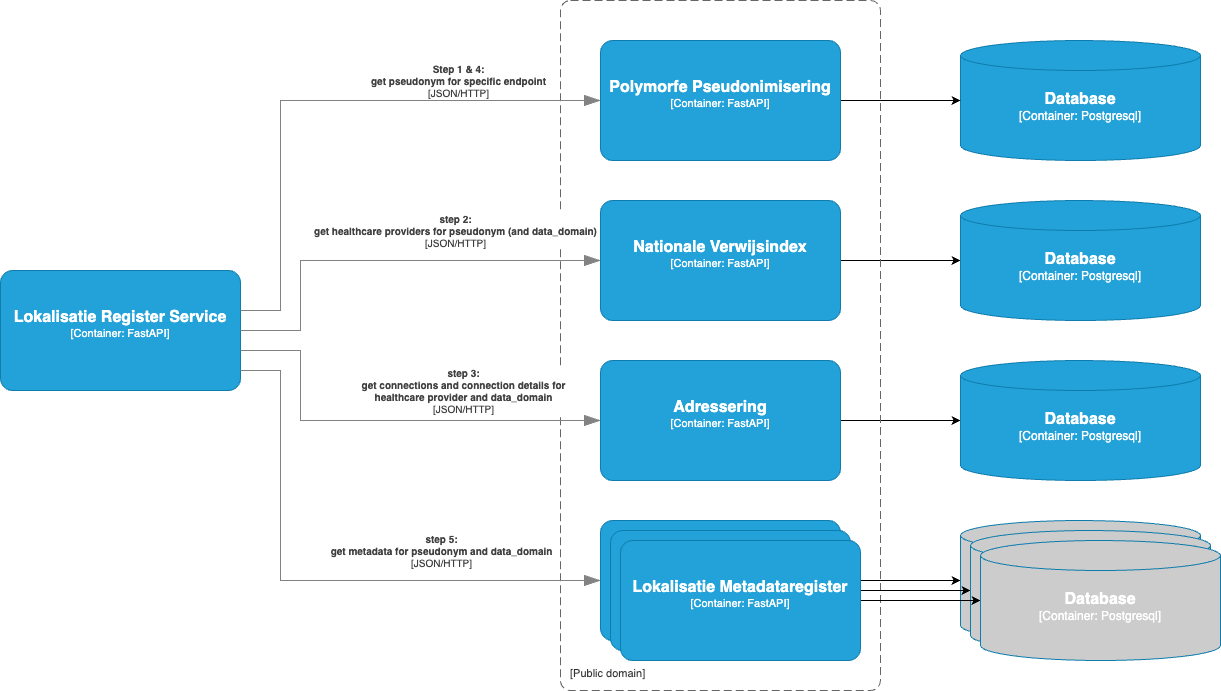 Step 1 & 4:
get pseudonym for specific endpoint
[JSON/HTTP]
Polymorfe Pseudonimisering
[Container: FastAPI]
Database
[Container: Postgresql]
step 2:
get healthcare providers for pseudonym (and data_domain)
[JSON/HTTP]
Nationale Verwijsindex
[Container: FastAPI]
Database
[Container: Postgresql]
Lokalisatie Register Service
[Container: FastAPI]
step 3:
get connections and connection details for
healthcare provider and data_domain
[JSON/HTTP]
Adressering
[Container: FastAPI]
Database
[Container: Postgresql]
step 5:
get metadata for pseudonym and data_domain
[JSON/HTTP]
Lokalisatie Metadataregister
[Container: FastAPI]
Database
[Container: Postgresql]
[Public domain]